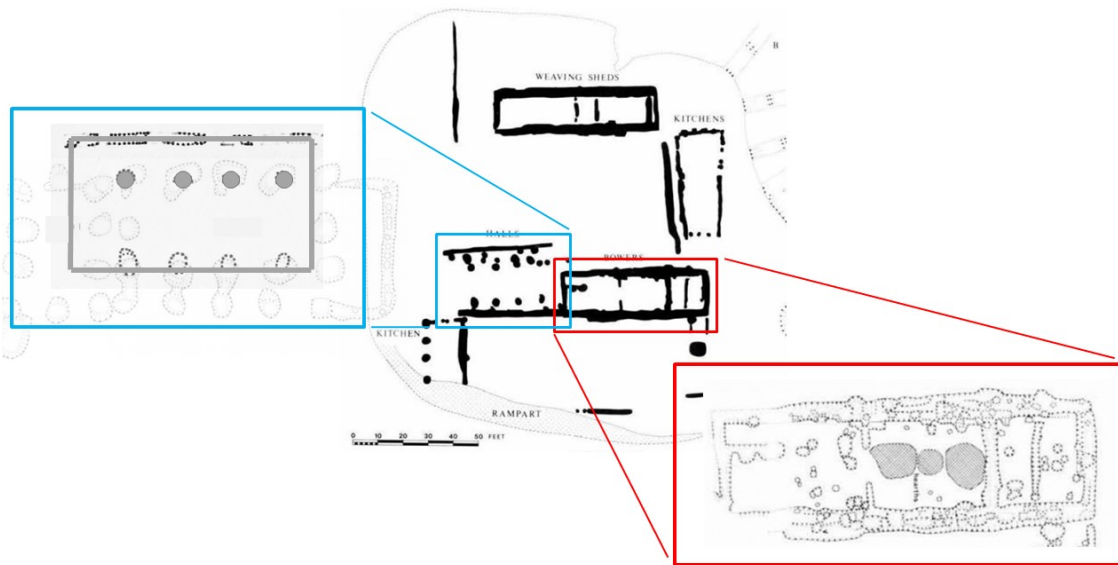 B
WEAVING SHEDS
KITCHENS
HALLS
BOWERS
KITCHEN
RAMPART
0 10 20 30 40 50 FEET